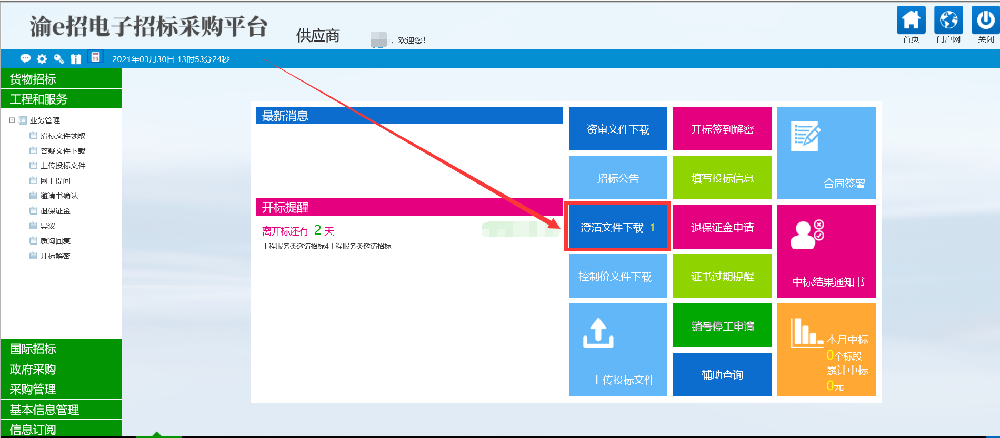 渝e招电子招标采购平台
供应商
，欢迎您！
首页
门户网
关闭
2021年03月30日 13时53分24秒
货物招标
工程和服务
业务管理
招标文件领取
答疑文件下载
上传投标文件
网上提问
邀请书确认
退保证金
异议
质询回复
开标解密
国际招标
政府采购
采购管理
基本信息管理
信息订阅
最新消息
开标提醒
离开标还有 2 天
工程服务类邀请招标4工程服务类邀请招标
资审文件下载
开标签到解密
合同签署
招标公告
填写投标信息
澄清文件下载 1
退保证金申请
中标结果通知书
控制价文件下载
证书过期提醒
上传投标文件
销号停工申请
辅助查询
本月中标
0个标段
累计中标
0元